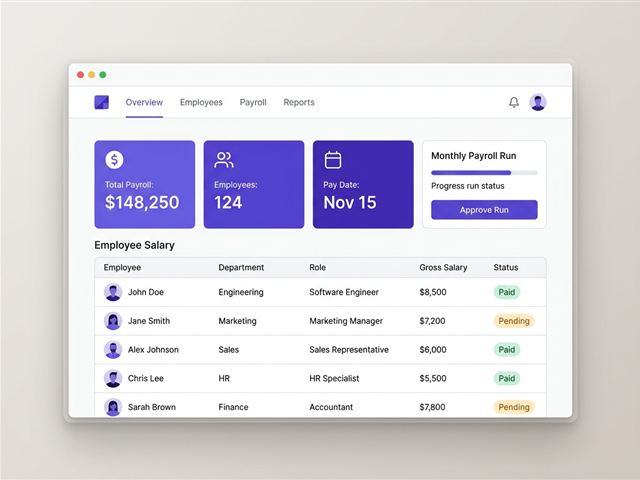 Overview Employees Payroll Reports
$
Total Payroll:
$148,250
Employees:
124
Pay Date:
Nov 15
Monthly Payroll Run
Progress run status
Approve Run
Employee Salary
Employee Department Role Gross Salary Status
John Doe Engineering Software Engineer $8,500 Paid
Jane Smith Marketing Marketing Manager $7,200 Pending
Alex Johnson Sales Sales Representative $6,000 Paid
Chris Lee HR HR Specialist $5,500 Paid
Sarah Brown Finance Accountant $7,800 Pending